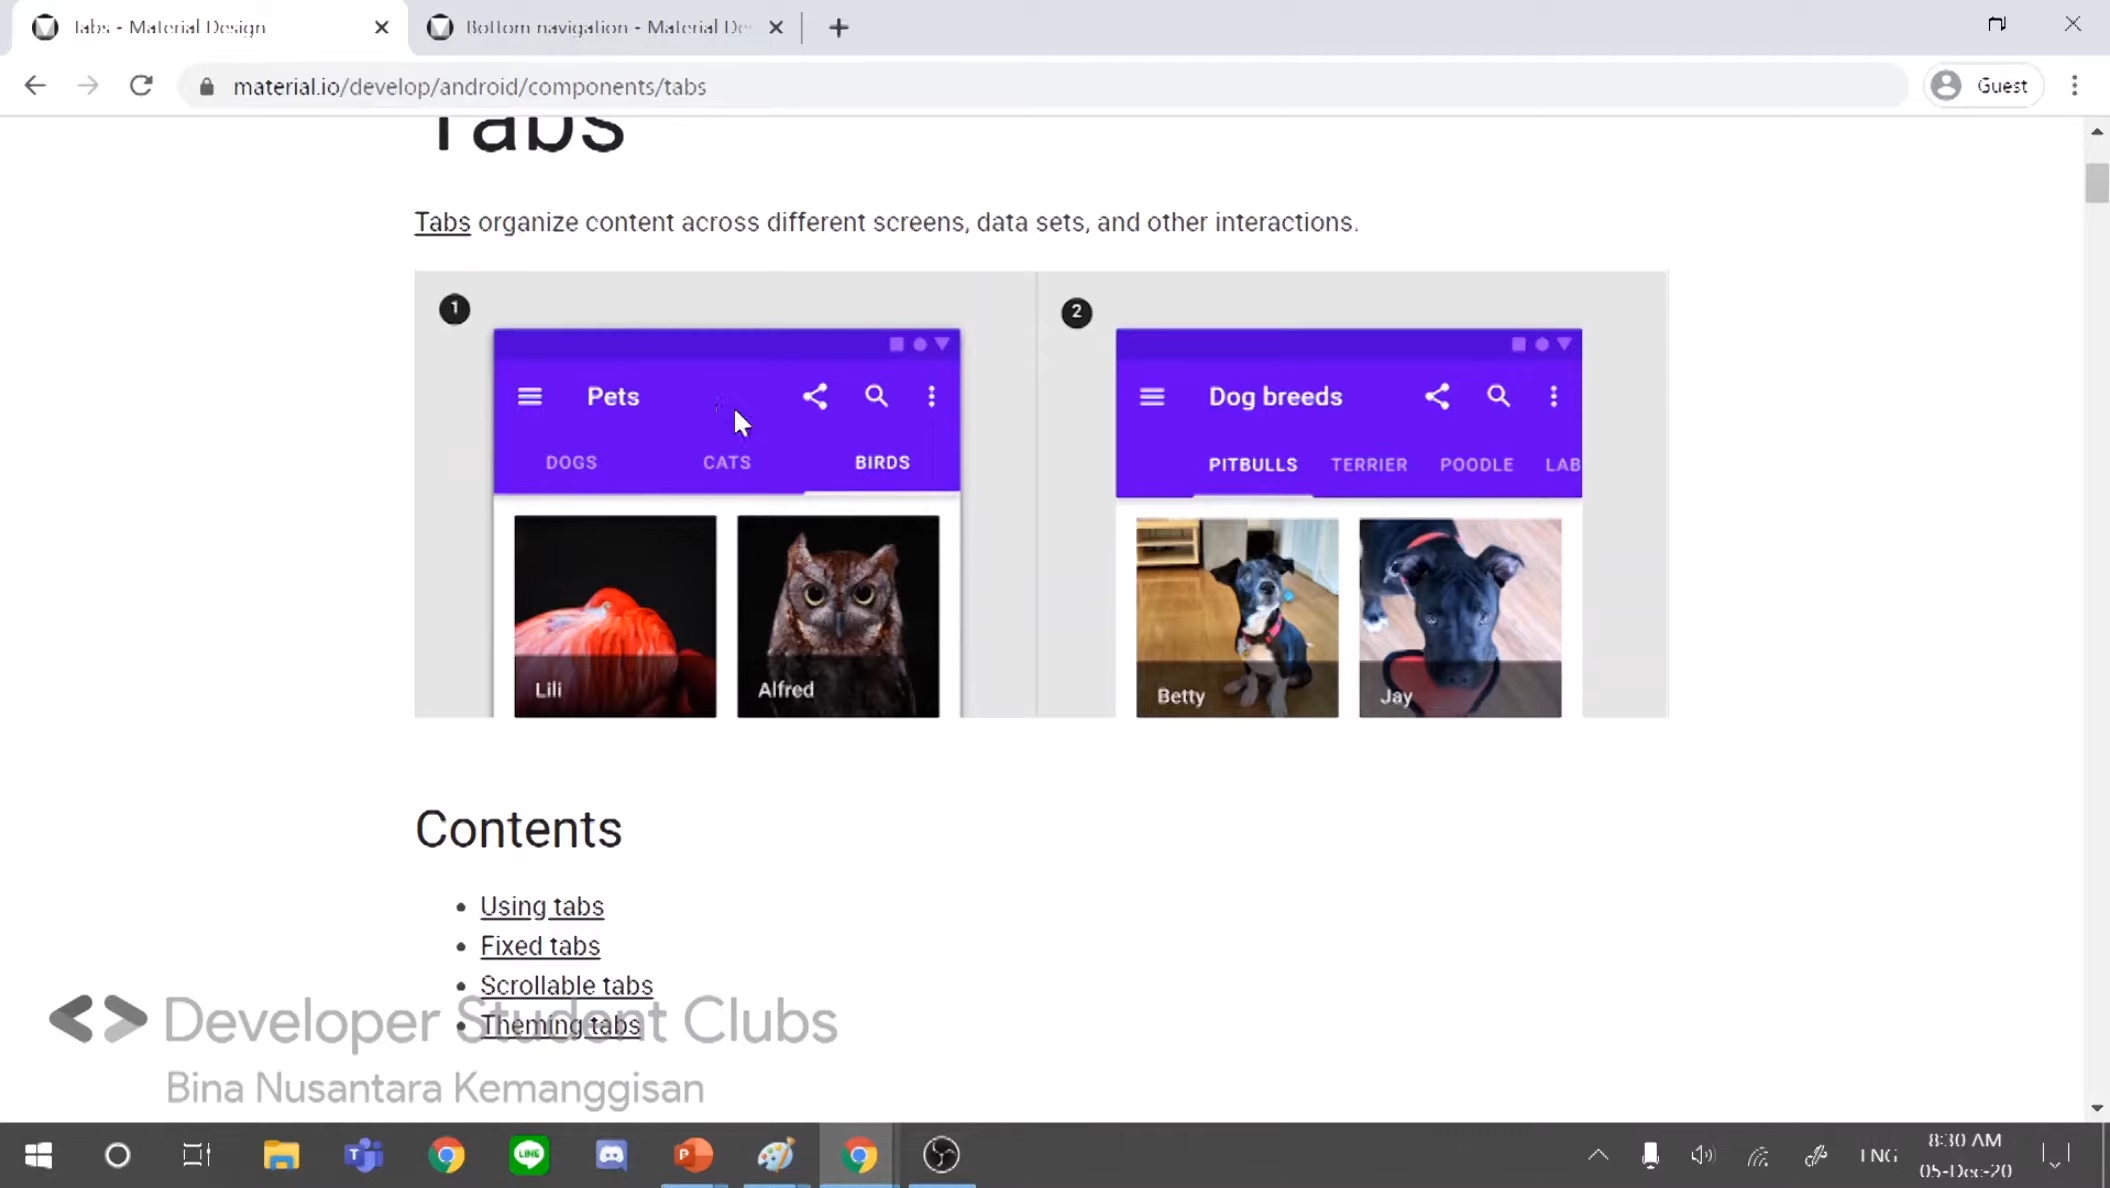 Tabs - Material Design
Bottom navigation - Material De
material.io/develop/android/components/tabs
Guest
Tabs
Tabs organize content across different screens, data sets, and other interactions.
1
2
Pets
Dog breeds
DOGS CATS BIRDS
PITBULLS TERRIER POODLE LAB
Lili
Alfred
Betty
Jay
Contents
Using tabs
Fixed tabs
Scrollable tabs
Theming tabs
Developer Student Clubs
Bina Nusantara Kemanggisan
LINE
ENG
8:30 AM
05-Dec-20